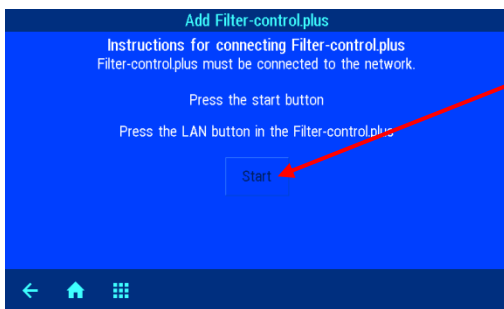 Add Filter-control.plus
Instructions for connecting Filter-control.plus
Filter-control.plus must be connected to the network.
Press the start button
Press the LAN button in the Filter-control.plus
Start